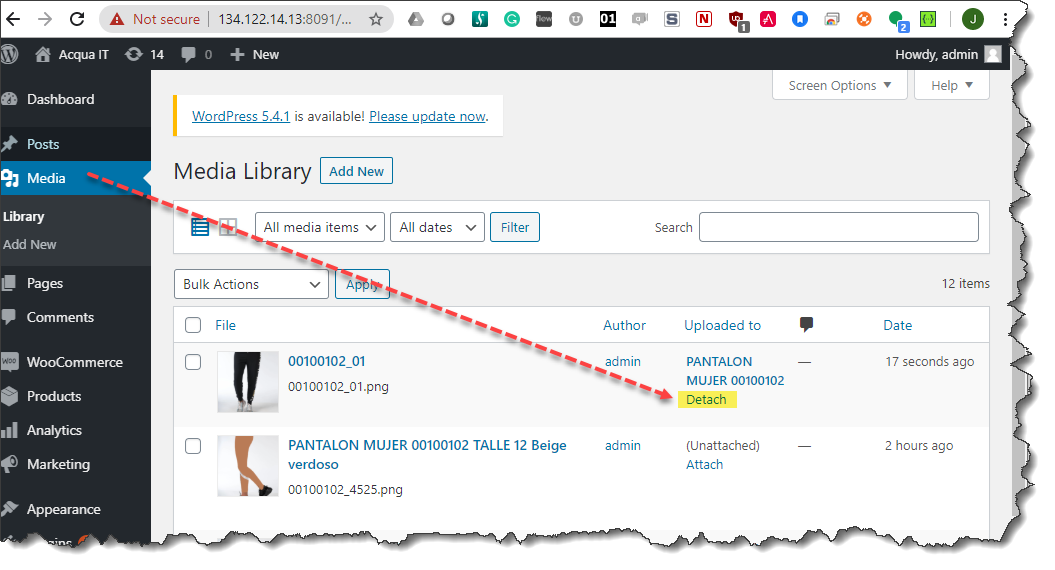 Not secure | 134.122.14.13:8091/...
flow
01
1
2
J
Acqua IT
14
0
New
Howdy, admin
Dashboard
Posts
Media
Library
Add New
Pages
Comments
WooCommerce
Products
Analytics
Marketing
Appearance
Screen Options
Help
WordPress 5.4.1 is available! Please update now.
Media Library
Add New
All media items
All dates
Filter
Search
Bulk Actions
Apply
12 items
File
Author
Uploaded to
Date
00100102_01
00100102_01.png
admin
PANTALON
MUJER 00100102
Detach
—
17 seconds ago
PANTALON MUJER 00100102 TALLE 12 Beige
verdoso
00100102_4525.png
admin
(Unattached)
Attach
—
2 hours ago